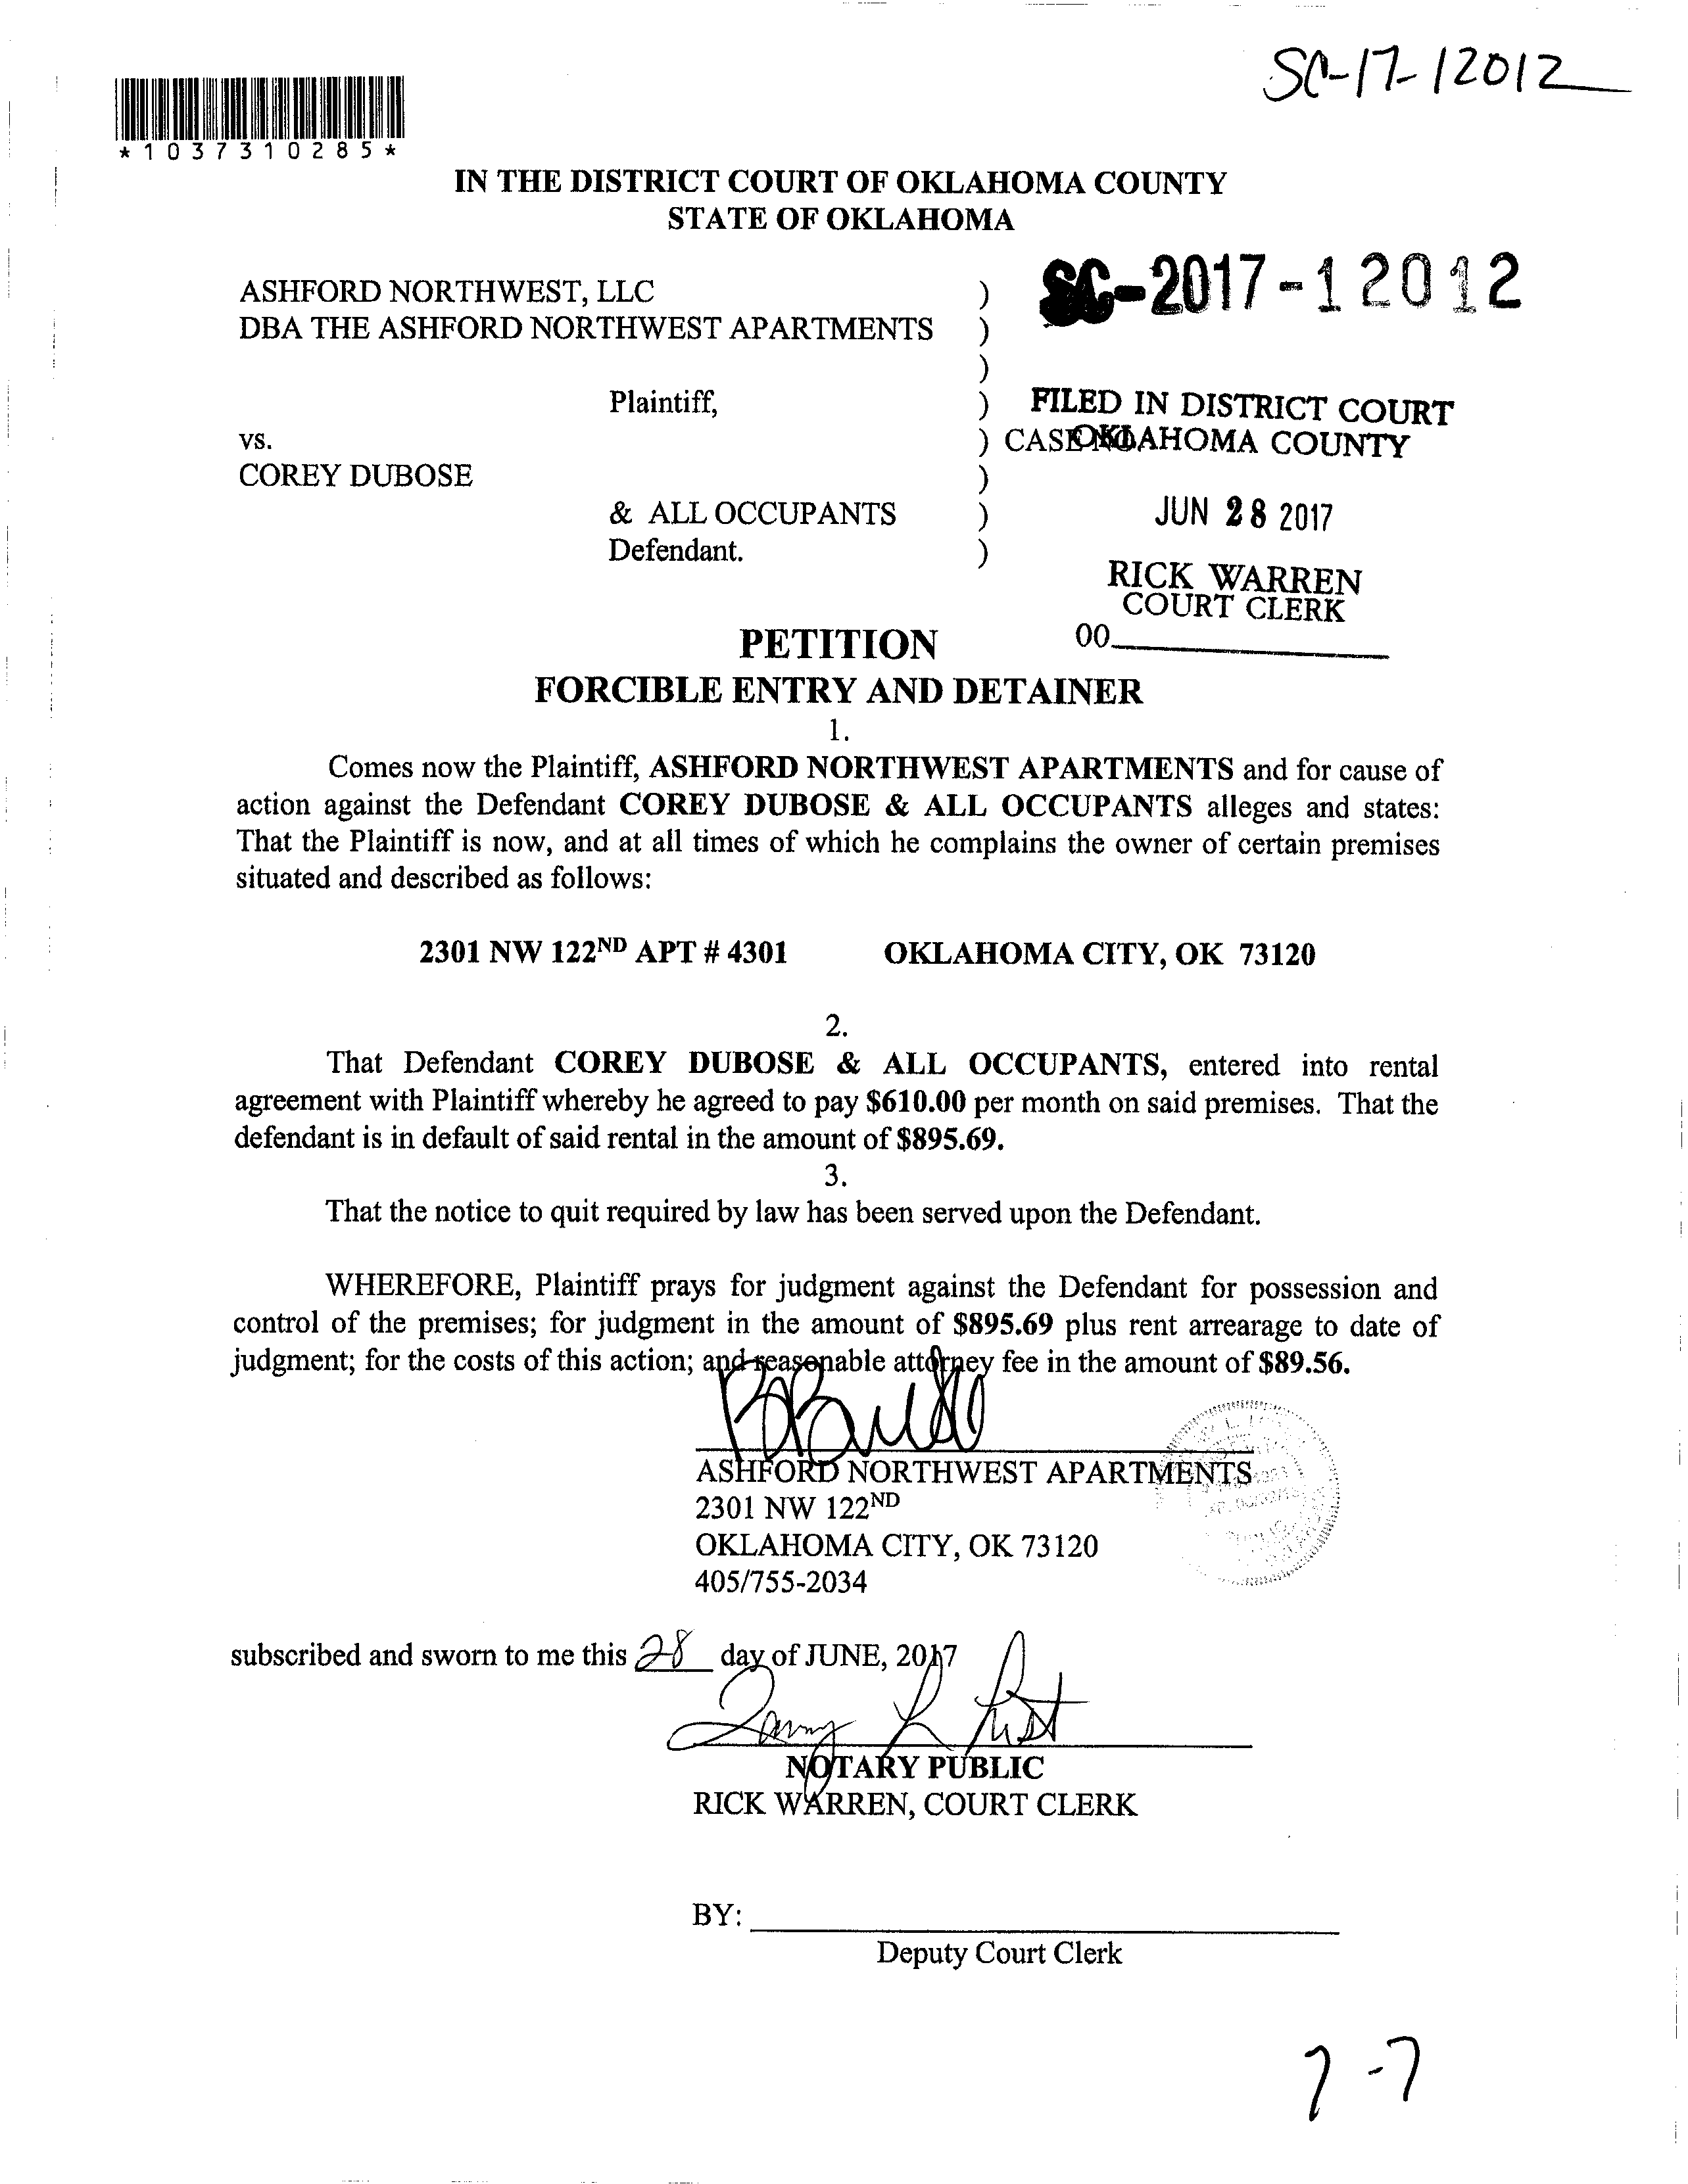 SC-17-12012
*1037310285*
IN THE DISTRICT COURT OF OKLAHOMA COUNTY
STATE OF OKLAHOMA
ASHFORD NORTHWEST, LLC )
DBA THE ASHFORD NORTHWEST APARTMENTS )
)
SC-2017-12012
Plaintiff, )
FILED IN DISTRICT COURT
vs. ) CASE NO.
OKLAHOMA COUNTY
COREY DUBOSE )
& ALL OCCUPANTS )
JUN 28 2017
Defendant. )
RICK WARREN
COURT CLERK
00
PETITION
FORCIBLE ENTRY AND DETAINER
1.
Comes now the Plaintiff, ASHFORD NORTHWEST APARTMENTS and for cause of
action against the Defendant COREY DUBOSE & ALL OCCUPANTS alleges and states:
That the Plaintiff is now, and at all times of which he complains the owner of certain premises
situated and described as follows:
2301 NW 122ND APT # 4301 OKLAHOMA CITY, OK 73120
2.
That Defendant COREY DUBOSE & ALL OCCUPANTS, entered into rental
agreement with Plaintiff whereby he agreed to pay $610.00 per month on said premises. That the
defendant is in default of said rental in the amount of $895.69.
3.
That the notice to quit required by law has been served upon the Defendant.
WHEREFORE, Plaintiff prays for judgment against the Defendant for possession and
control of the premises; for judgment in the amount of $895.69 plus rent arrearage to date of
judgment; for the costs of this action; and reasonable attorney fee in the amount of $89.56.
ASHFORD NORTHWEST APARTMENTS
2301 NW 122ND
OKLAHOMA CITY, OK 73120
405/755-2034
subscribed and sworn to me this 28 day of JUNE, 2017
NOTARY PUBLIC
RICK WARREN, COURT CLERK
BY:
Deputy Court Clerk
7-7